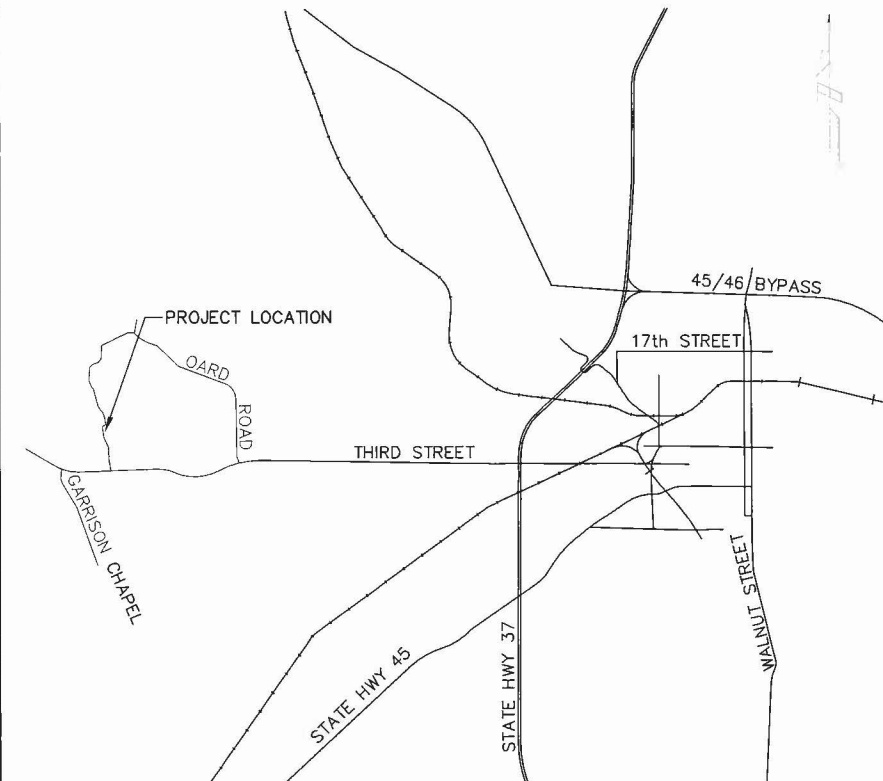 45/46 BYPASS
PROJECT LOCATION
17th STREET
OARD
ROAD
THIRD STREET
GARRISON CHAPEL
WALNUT STREET
STATE HWY 45
STATE HWY 37